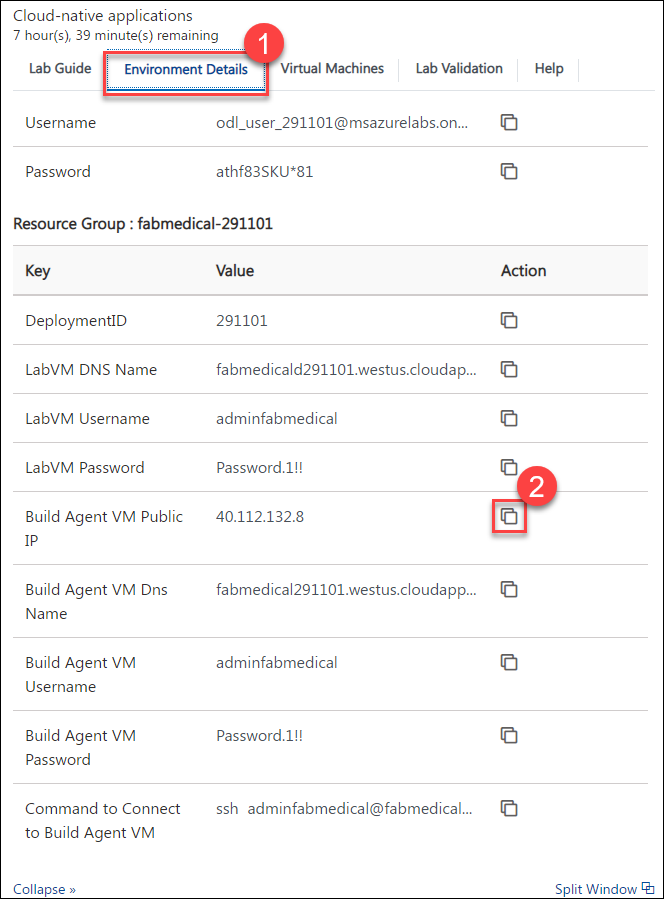 Cloud-native applications
7 hour(s), 39 minute(s) remaining
1
Lab Guide Environment Details Virtual Machines Lab Validation Help
Username odl_user_291101@msazurelabs.on...
Password athf83SKU*81
Resource Group : fabmedical-291101
Key Value Action
DeploymentID 291101
LabVM DNS Name fabmedicald291101.westus.cloudap...
LabVM Username adminfabmedical
LabVM Password Password.1!!
2
Build Agent VM Public 40.112.132.8
IP
Build Agent VM Dns fabmedical291101.westus.cloudapp...
Name
Build Agent VM adminfabmedical
Username
Build Agent VM Password.1!!
Password
Command to Connect ssh adminfabmedical@fabmedical...
to Build Agent VM
Collapse » Split Window